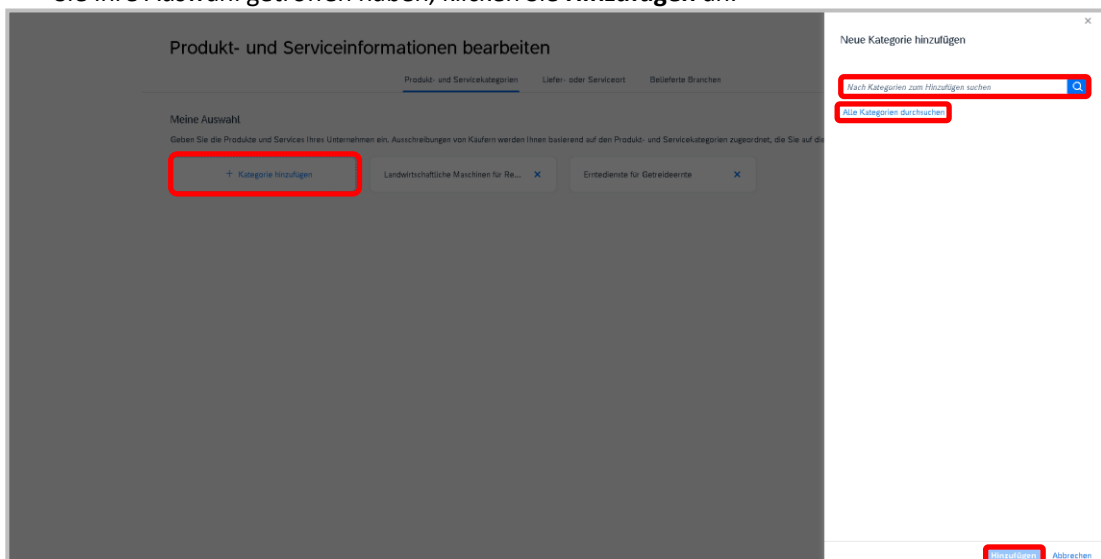 Sie Ihre Auswahl getroffen haben, klicken Sie Hinzufügen an.
Produkt- und Serviceinformationen bearbeiten
Produkt- und Servicekategorien Liefer- oder Serviceort Belieferte Branchen
Meine Auswahl
Geben Sie die Produkte und Services Ihres Unternehmen ein. Ausschreibungen von Käufern werden Ihnen basierend auf den Produkt- und Servicekategorien zugeordnet, die Sie auf die
+ Kategorie hinzufügen
Landwirtschaftliche Maschinen für Re... ×
Erntedienste für Getreideernte ×
×
Neue Kategorie hinzufügen
Nach Kategorien zum Hinzufügen suchen
Alle Kategorien durchsuchen
Hinzufügen Abbrechen